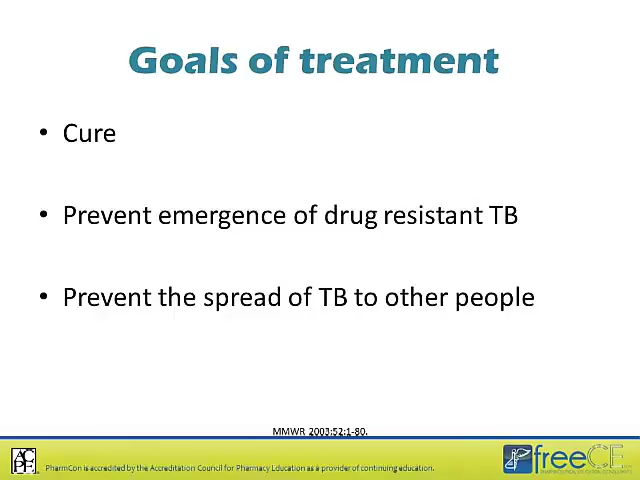 Goals of treatment
• Cure
• Prevent emergence of drug resistant TB
• Prevent the spread of TB to other people
MMWR 2003;52:1-80.
ACPE
PharmCon is accredited by the Accreditation Council for Pharmacy Education as a provider of continuing education.
freeCE